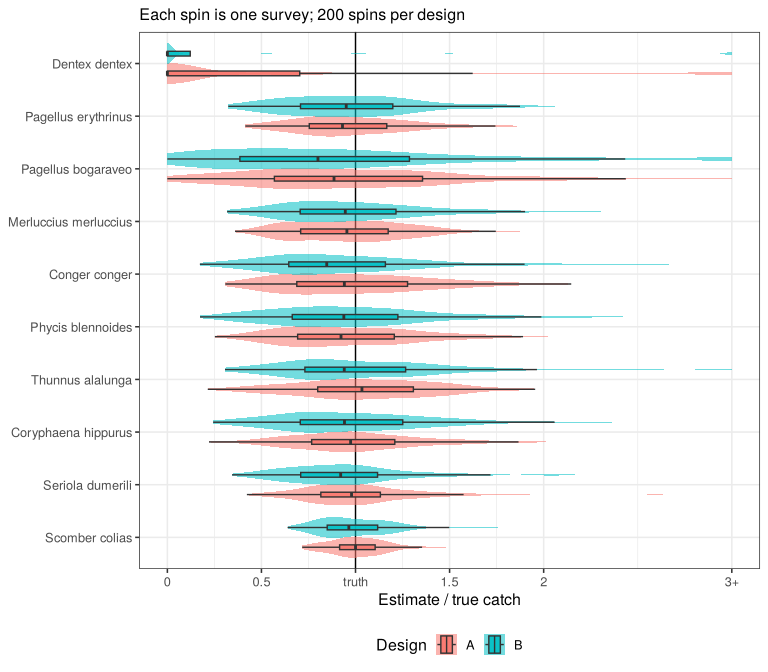 Each spin is one survey; 200 spins per design
Dentex dentex
Pagellus erythrinus
Pagellus bogaraveo
Merluccius merluccius
Conger conger
Phycis blennoides
Thunnus alalunga
Coryphaena hippurus
Seriola dumerili
Scomber colias
0 0.5 truth 1.5 2 3+
Estimate / true catch
Design A B